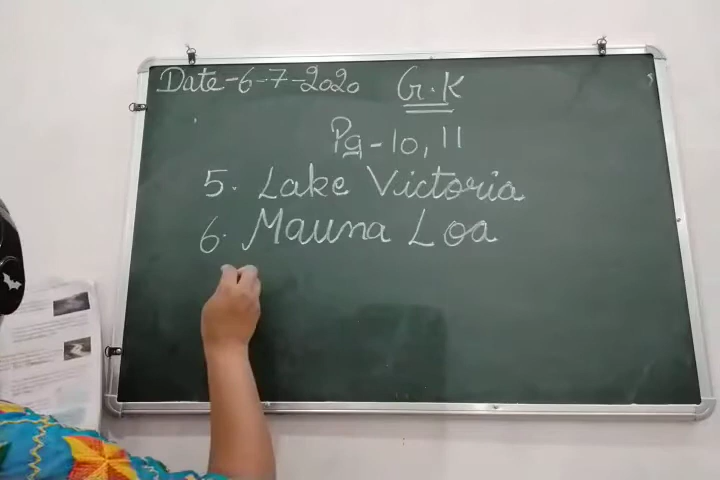 Date-6-7-2020 G.K
Pg-10,11
5. Lake Victoria
6. Mauna Loa